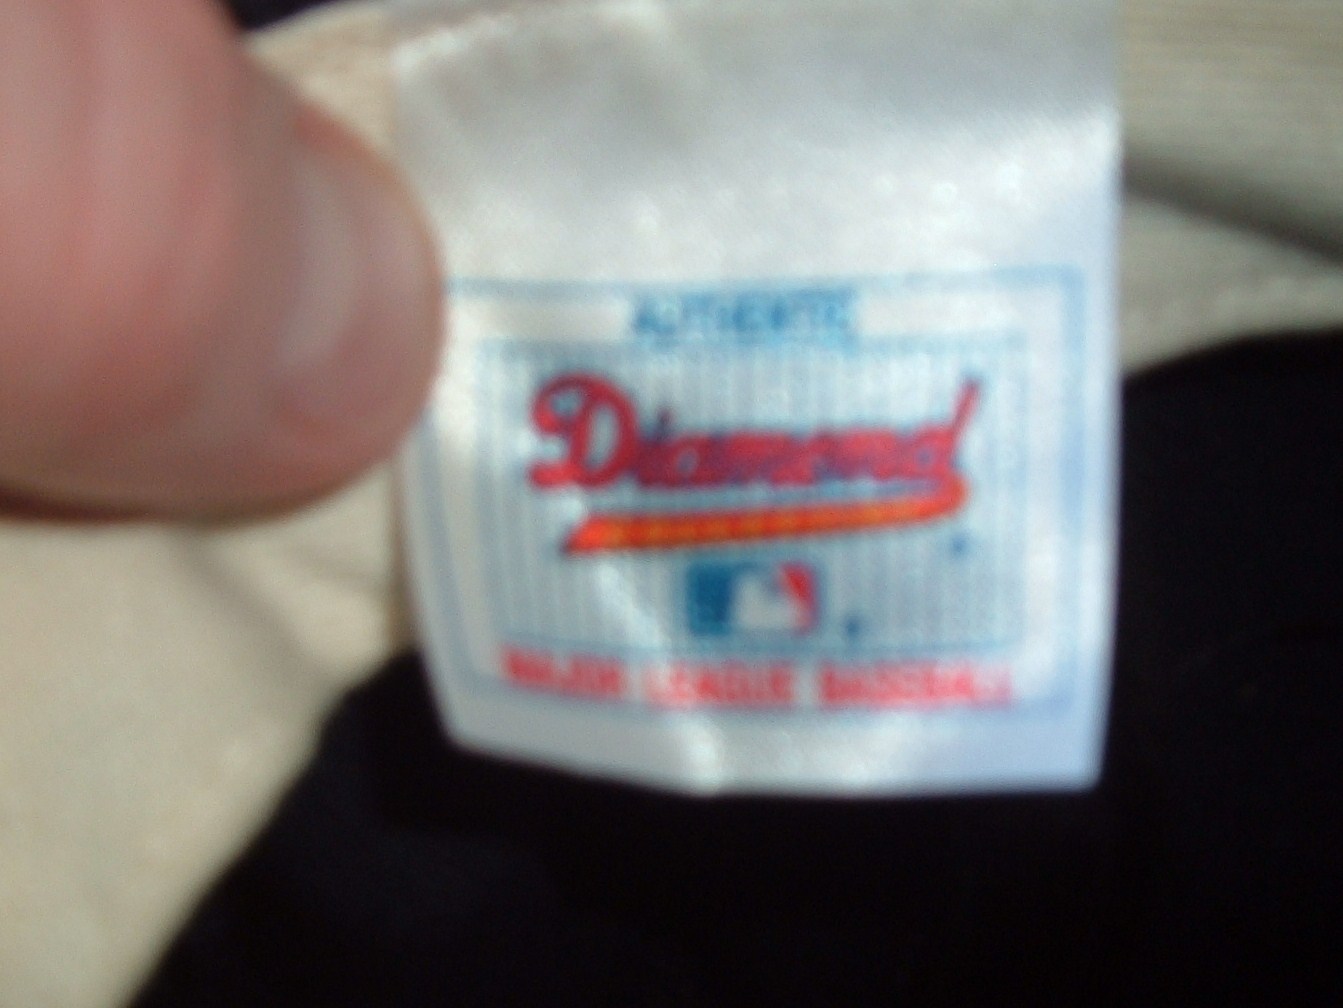 AUTHENTIC
Diamond
MAJOR LEAGUE BASEBALL